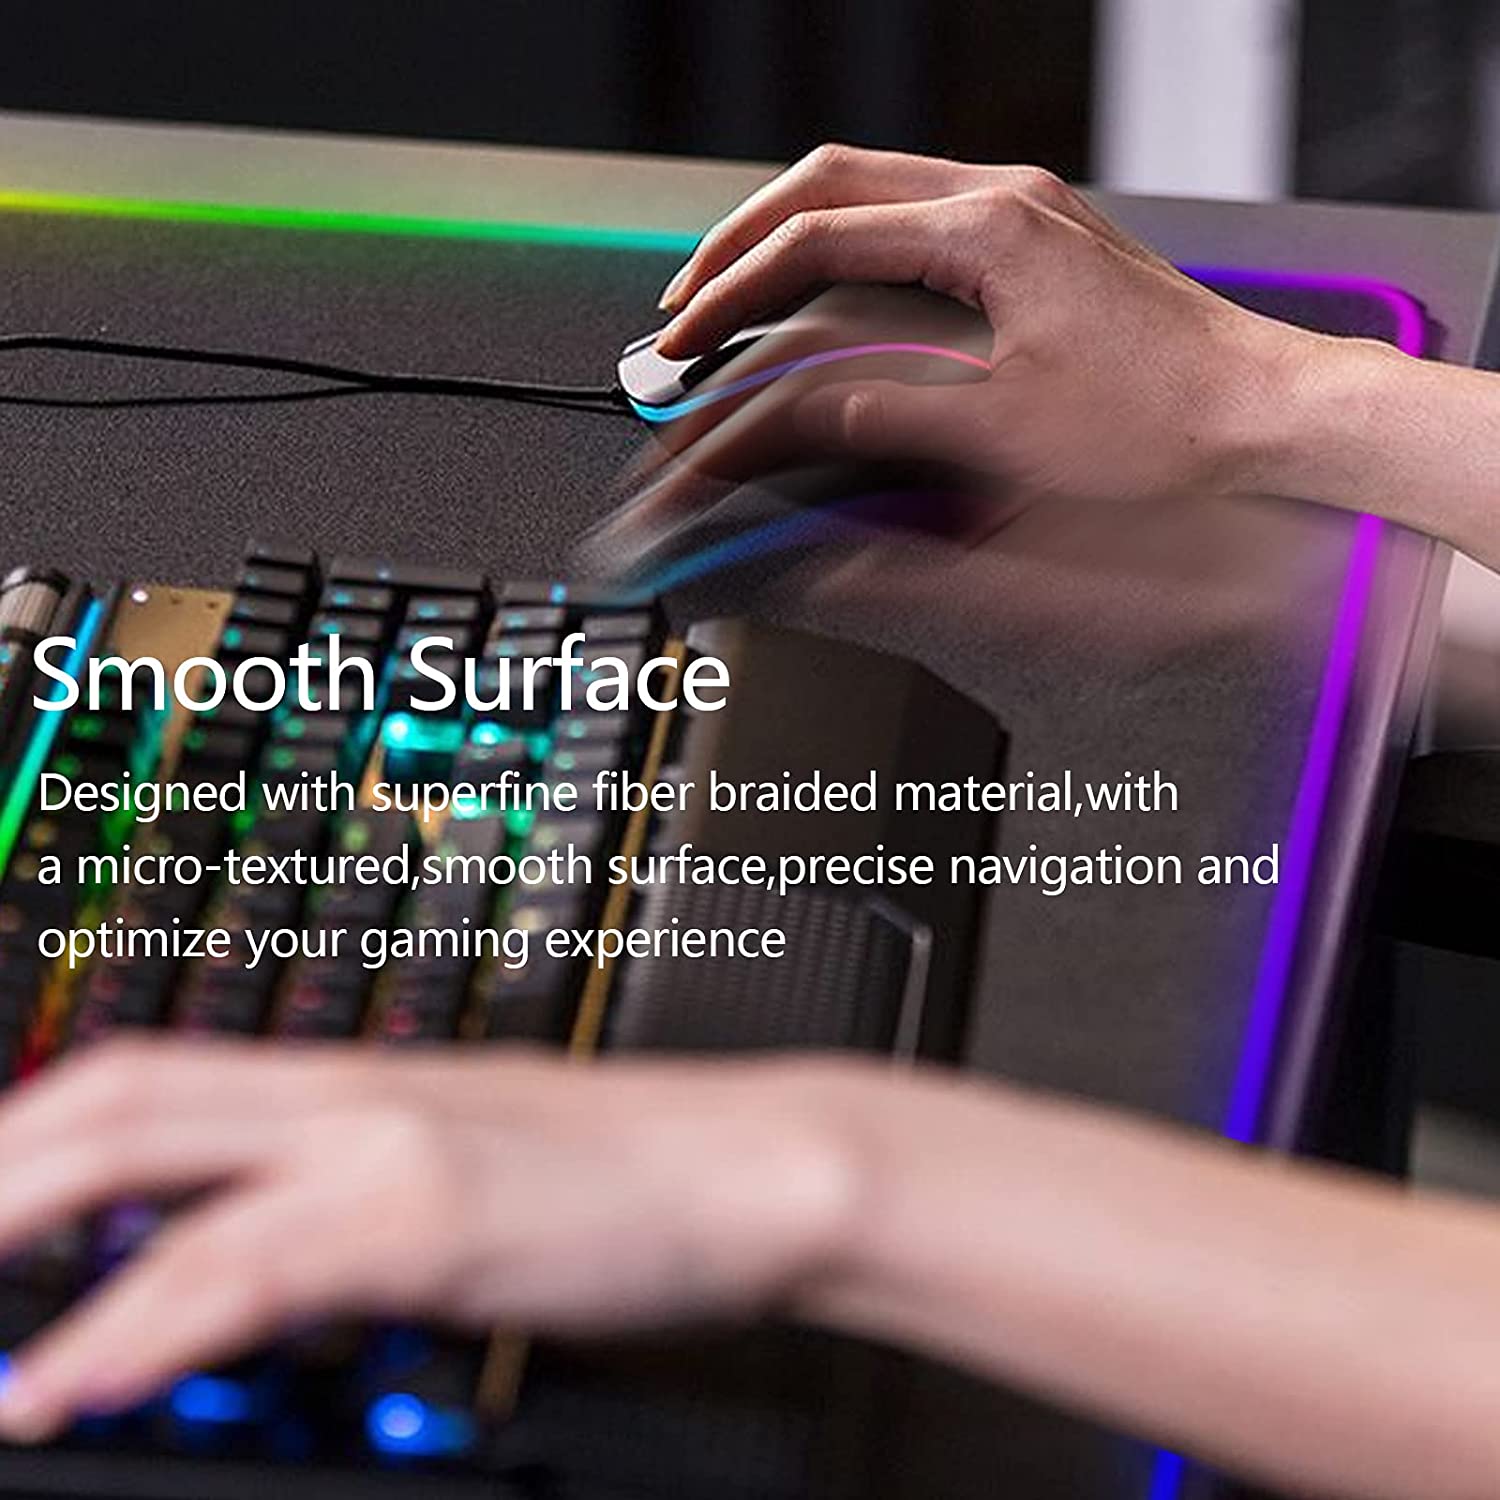 Smooth Surface
Designed with superfine fiber braided material,with
a micro-textured,smooth surface,precise navigation and
optimize your gaming experience